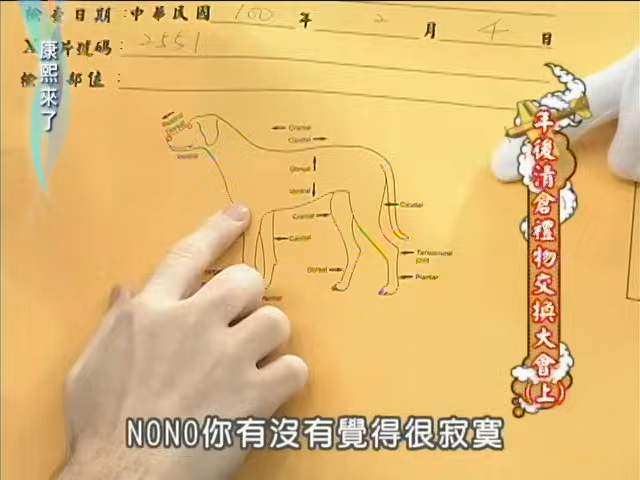 檢查日期：中華民國 100 年 2 月 4 日
X光片號碼：2551
檢查部位：
康熙來了
年後清倉禮物交換大會(上)
Rostral
Dorsal
Ventral
Cranial
Caudal
Dorsal
Ventral
Cranial
Caudal
Caudal
Dorsal
Plantar
NONO你有沒有覺得很寂寞